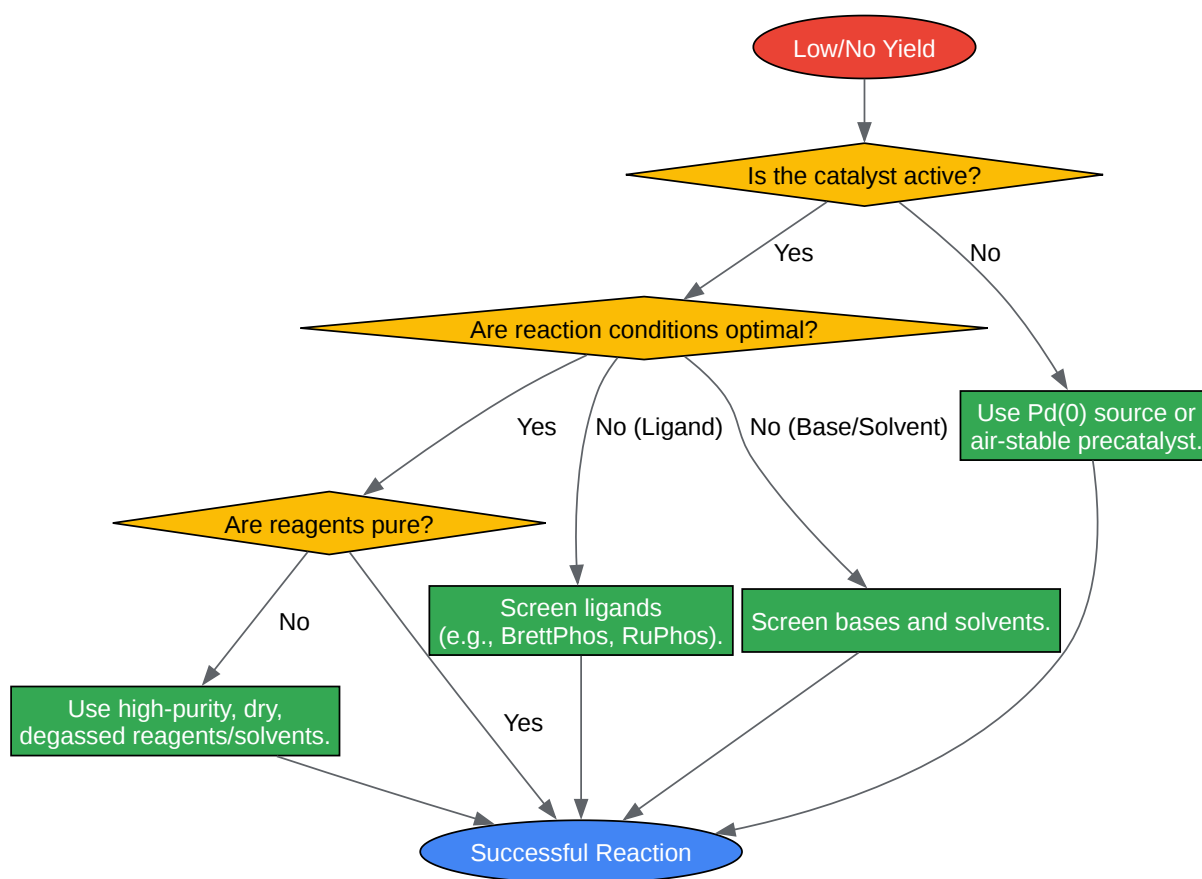 Low/No Yield
Is the catalyst active?
Yes
No
Are reaction conditions optimal?
Use Pd(0) source or
air-stable precatalyst.
Yes
No (Ligand)
No (Base/Solvent)
Are reagents pure?
Screen ligands
(e.g., BrettPhos, RuPhos).
Screen bases and solvents.
No
Use high-purity, dry,
degassed reagents/solvents.
Yes
Successful Reaction